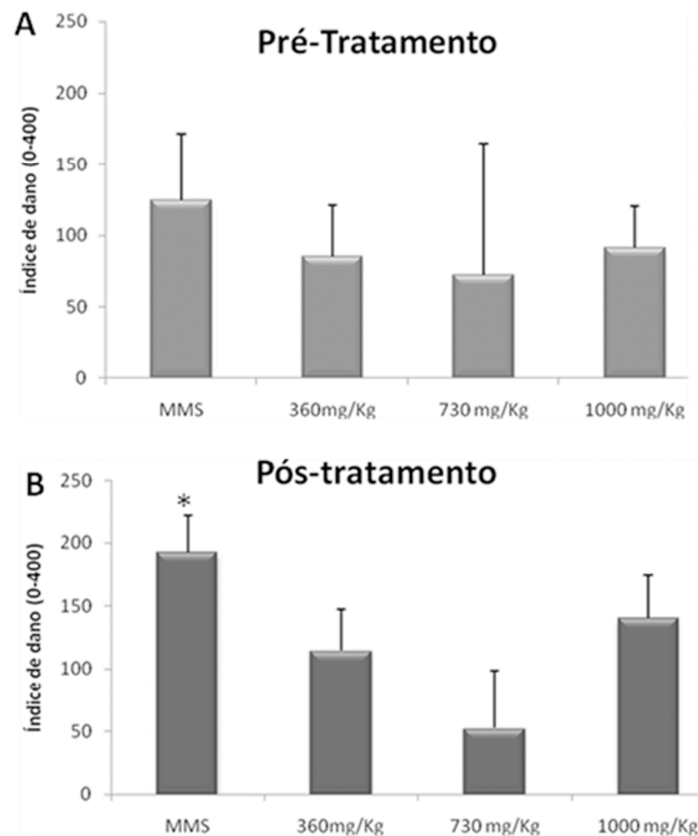 A
Pré-Tratamento
Índice de dano (0-400)
250
200
150
100
50
0
MMS 360mg/Kg 730 mg/Kg 1000 mg/Kg
B
Pós-tratamento
Índice de dano (0-400)
250
*
200
150
100
50
0
MMS 360mg/Kg 730 mg/Kg 1000 mg/Kg